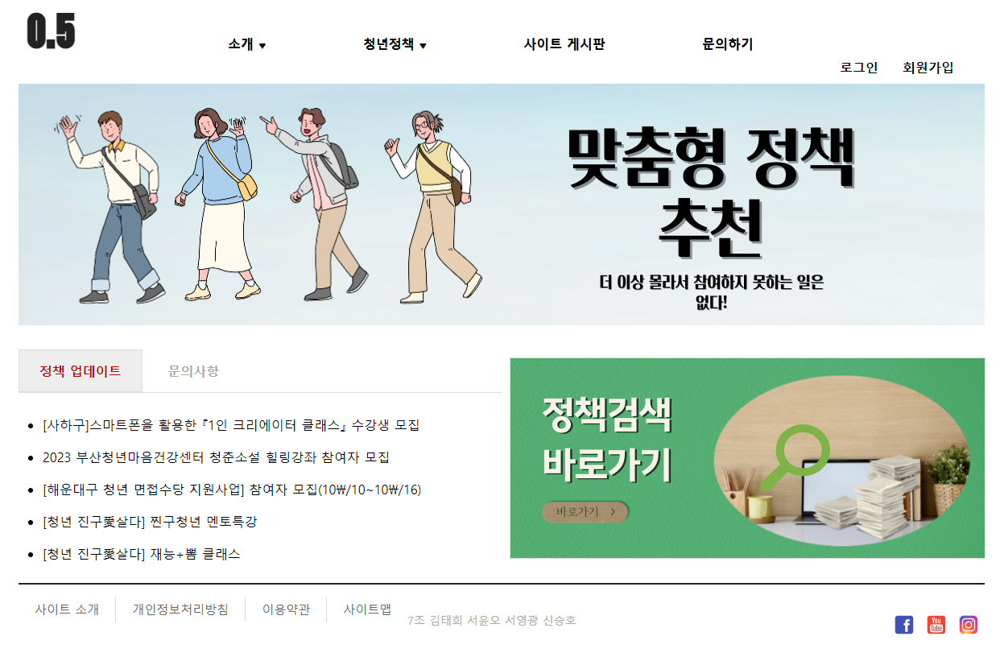 0.5
소개 ▼
청년정책 ▼
사이트 게시판
문의하기
로그인
회원가입
맞춤형 정책
추천
더 이상 몰라서 참여하지 못하는 일은
없다!
정책 업데이트
문의사항
[사하구]스마트폰을 활용한『1인 크리에이터 클래스』수강생 모집
2023 부산청년마음건강센터 청춘소설 힐링강좌 참여자 모집
[해운대구 청년 면접수당 지원사업] 참여자 모집(10₩/10~10₩/16)
[청년 진구愛살다] 찐구청년 멘토특강
[청년 진구愛살다] 재능+뽐 클래스
정책검색
바로가기
바로가기 >
사이트 소개
개인정보처리방침
이용약관
사이트맵
7조 김태희 서윤오 서영광 신승호
f
You
Tube